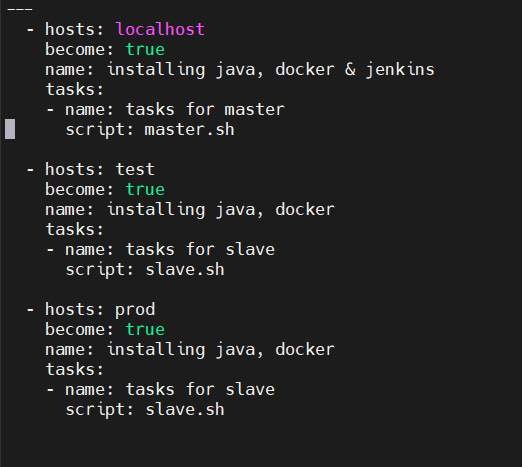 ---
- hosts: localhost
become: true
name: installing java, docker & jenkins
tasks:
- name: tasks for master
script: master.sh
- hosts: test
become: true
name: installing java, docker
tasks:
- name: tasks for slave
script: slave.sh
- hosts: prod
become: true
name: installing java, docker
tasks:
- name: tasks for slave
script: slave.sh